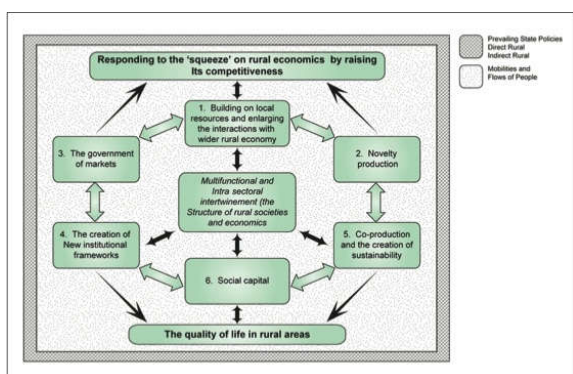 Responding to the 'squeeze' on rural economics by raising
Its competitiveness
1. Building on local
resources and enlarging
the interactions with
wider rural economy
3. The government
of markets
2. Novelty
production
Multifunctional and
Intra sectoral
intertwinement (the
Structure of rural societies
and economics
4. The creation of
New institutional
frameworks
5. Co-production
and the creation of
sustainability
6. Social capital
The quality of life in rural areas
Prevailing State Policies
Direct Rural
Indirect Rural
Mobilities and
Flows of People